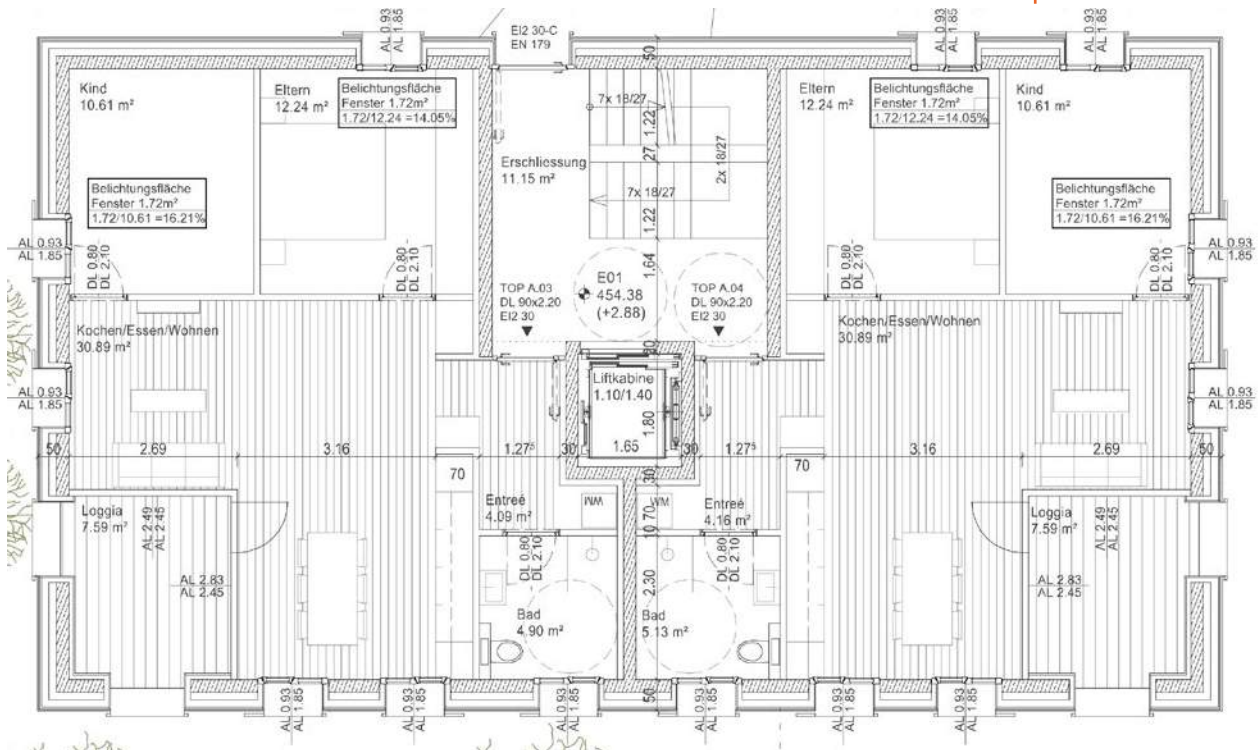 AL 0.93
AL 1.85
EI2 30-C
EN 179
50
AL 0.93
AL 1.85
AL 0.93
AL 1.85
Kind
10.61 m²
Eltern
12.24 m²
Belichtungsfläche
Fenster 1.72m²
1.72/12.24 =14.05%
7x 18/27
1.22
27
2x 18/27
Erschliessung
11.15 m²
7x 18/27
1.22
Eltern
12.24 m²
Belichtungsfläche
Fenster 1.72m²
1.72/12.24 =14.05%
Kind
10.61 m²
Belichtungsfläche
Fenster 1.72m²
1.72/10.61 =16.21%
Belichtungsfläche
Fenster 1.72m²
1.72/10.61 =16.21%
AL 0.93
AL 1.85
DL 0.80
DL 2.10
DL 0.80
DL 2.10
1.64
E01
454.38
(+2.88)
TOP A.03
DL 90x2.20
EI2 30
TOP A.04
DL 90x2.20
EI2 30
DL 0.80
DL 2.10
DL 0.80
DL 2.10
AL 0.93
AL 1.85
Kochen/Essen/Wohnen
30.89 m²
Kochen/Essen/Wohnen
30.89 m²
30
Liftkabine
1.10/1.40
1.80
1.65
AL 0.93
AL 1.85
AL 0.93
AL 1.85
50
2.69
3.16
1.27⁵
30
30
1.27⁵
3.16
2.69
50
70
30
70
Loggia
7.59 m²
AL 2.49
AL 2.45
AL 2.83
AL 2.45
Entreé
4.09 m²
WM
WM
70
10
Entreé
4.16 m²
Loggia
7.59 m²
AL 2.49
AL 2.45
AL 2.83
AL 2.45
DL 0.80
DL 2.10
2.30
DL 0.80
DL 2.10
Bad
4.90 m²
Bad
5.13 m²
50
AL 0.93
AL 1.85
AL 0.93
AL 1.85
AL 0.93
AL 1.85
AL 0.93
AL 1.85
AL 0.93
AL 1.85
AL 0.93
AL 1.85